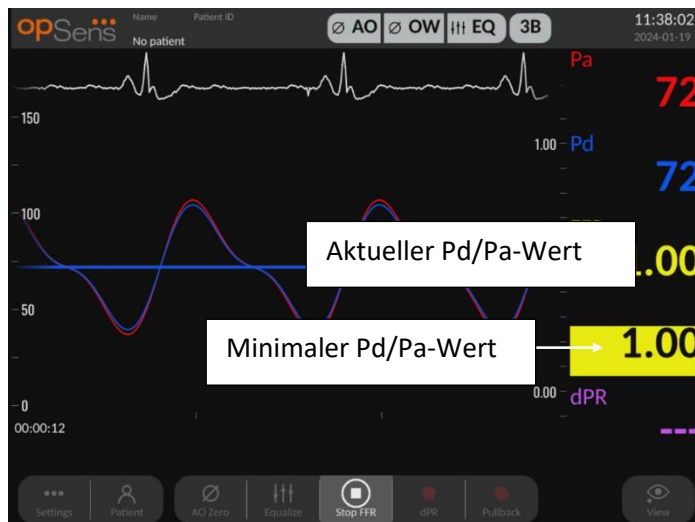 opSens
Name Patient ID
No patient
AO OW EQ 3B
11:38:02
2024-01-19
Pa
72
150
1.00 Pd
72
100
Aktueller Pd/Pa-Wert
.00
50
Minimaler Pd/Pa-Wert
1.00
0.00 dPR
0
00:00:12
---
Settings Patient AO Zero Equalize Stop FFR dPR Pullback View